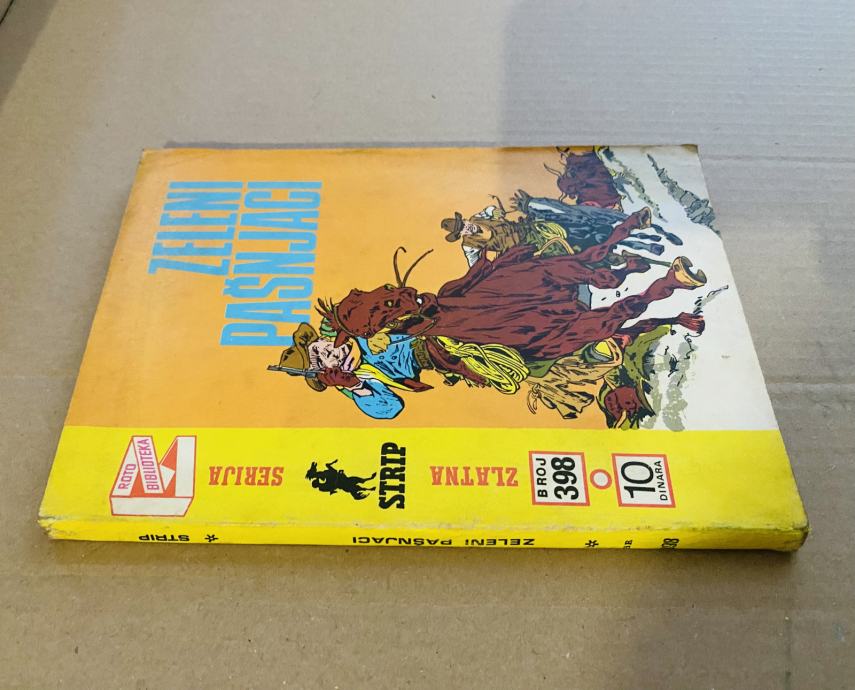 ZELENI
PAŠNJACI
ROTO
BIBLIOTEKA
SERIJA
STRIP
ZLATNA
BROJ
398
10
DINARA
STRIP * ZELENI PAŠNJACI *